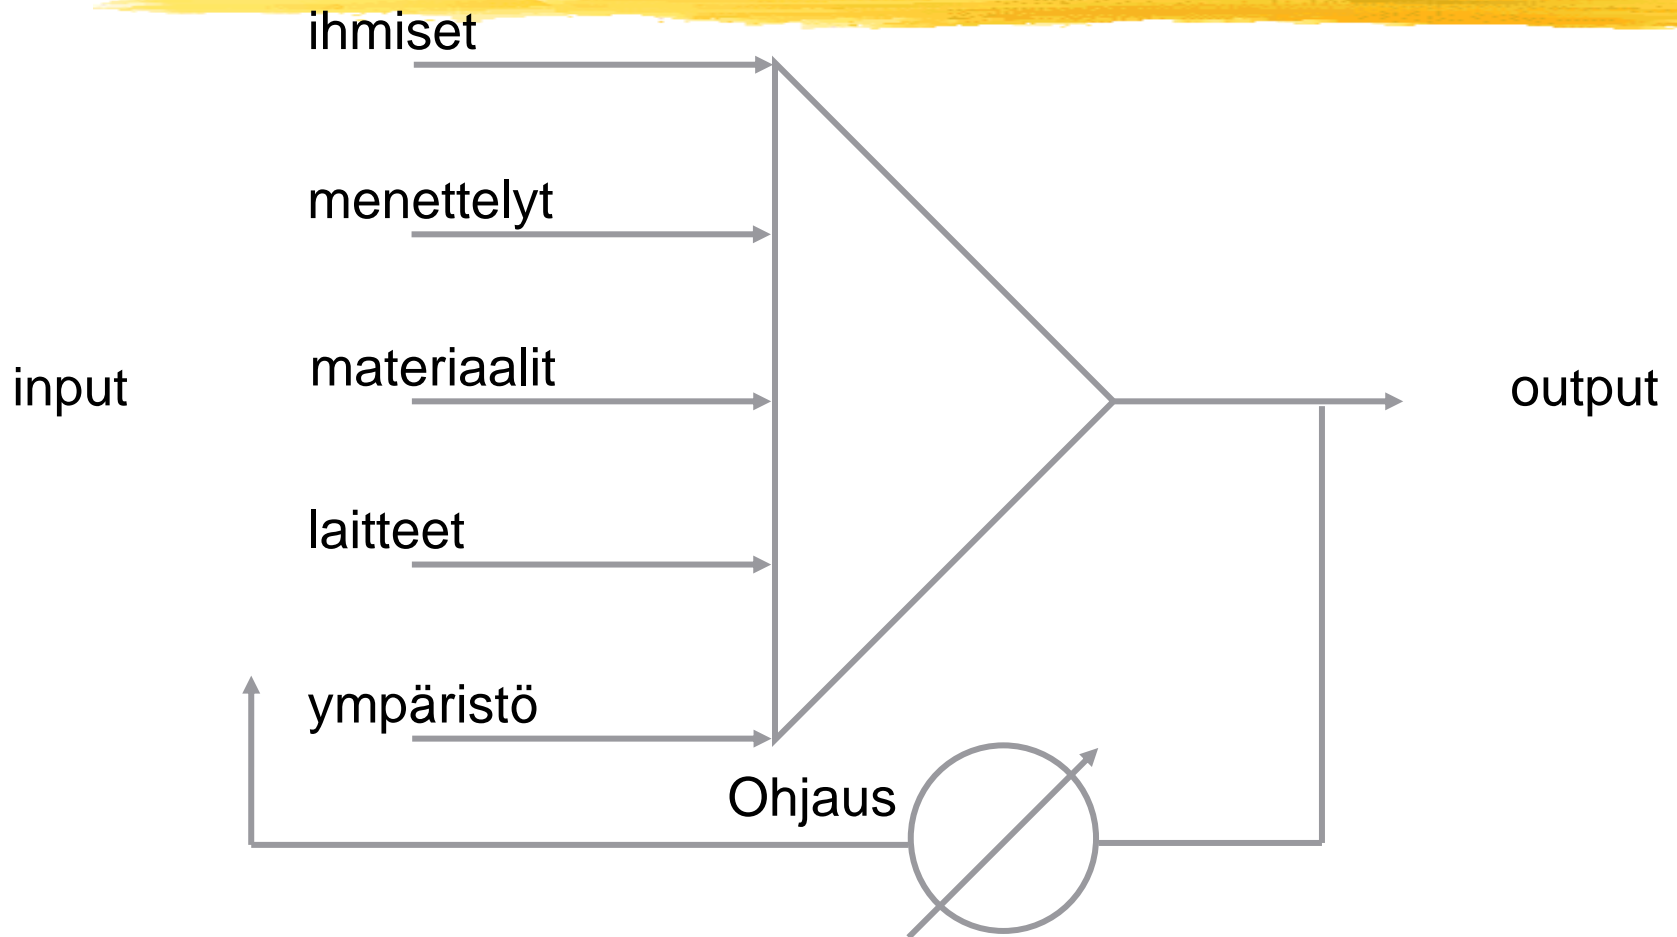 ihmiset
menettelyt
materiaalit
input
output
laitteet
ympäristö
Ohjaus